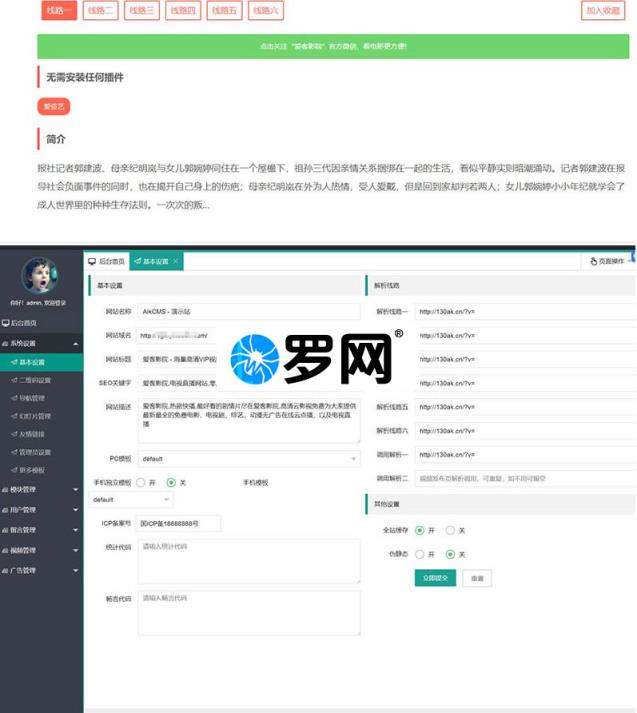 线路一 线路二 线路三 线路四 线路五 线路六 加入收藏
点击关注“爱客影院”官方微信,看电影更方便!
无需安装任何插件
爱奇艺
简介
报社记者郭建波、母亲纪明岚与女儿郭婉婷同住在一个屋檐下,祖孙三代因亲情关系捆绑在一起的生活,看似平静实则暗潮涌动。记者郭建波在报
导社会负面事件的同时,也在揭开自己身上的伤疤;母亲纪明岚在外为人热情,受人爱戴,但是回到家却判若两人;女儿郭婉婷小小年纪就学会了
成人世界里的种种生存法则。一次次的叛...
后台首页 基本设置 × 页面操作
你好!admin, 欢迎登录
后台首页
系统设置
基本设置
二维码设置
导航管理
幻灯片管理
友情链接
管理员设置
更多模板
模块管理
用户管理
留言管理
视频管理
广告管理
基本设置
网站名称 AikCMS - 演示站
网站域名
网站标题 爱客影院 - 海量高清VIP视
SEO关键字 爱客影院,电视直播网站,零
网站描述 爱客影院,热剧快播,最好看的剧情片尽在爱客影院,高清云影视免费为大家提供
最新最全的免费电影、电视剧、综艺、动漫无广告在线云点播,以及电视直
播
PC模板 default
手机独立模板 开 关 手机模板
default
ICP备案号 国ICP备18888888号
统计代码 请输入统计代码
畅言代码 请输入畅言代码
罗网®
解析线路
解析线路一 http://130ak.cn/?v=
http://130ak.cn/?v=
http://130ak.cn/?v=
http://130ak.cn/?v=
解析线路五 http://130ak.cn/?v=
解析线路六 http://130ak.cn/?v=
调用解析一 http://130ak.cn/?v=
调用解析二 视频发布页解析调用,可重复,如不用可留空
其他设置
全站缓存 开 关
伪静态 开 关
立即提交 重置